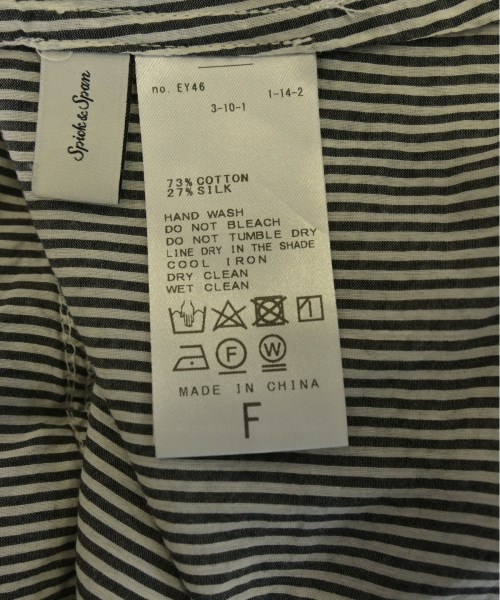 Spick & Span
no. EY46
1-14-2
3-10-1
73% COTTON
27% SILK
HAND WASH
DO NOT BLEACH
DO NOT TUMBLE DRY
LINE DRY IN THE SHADE
COOL IRON
DRY CLEAN
WET CLEAN
F W
MADE IN CHINA
F